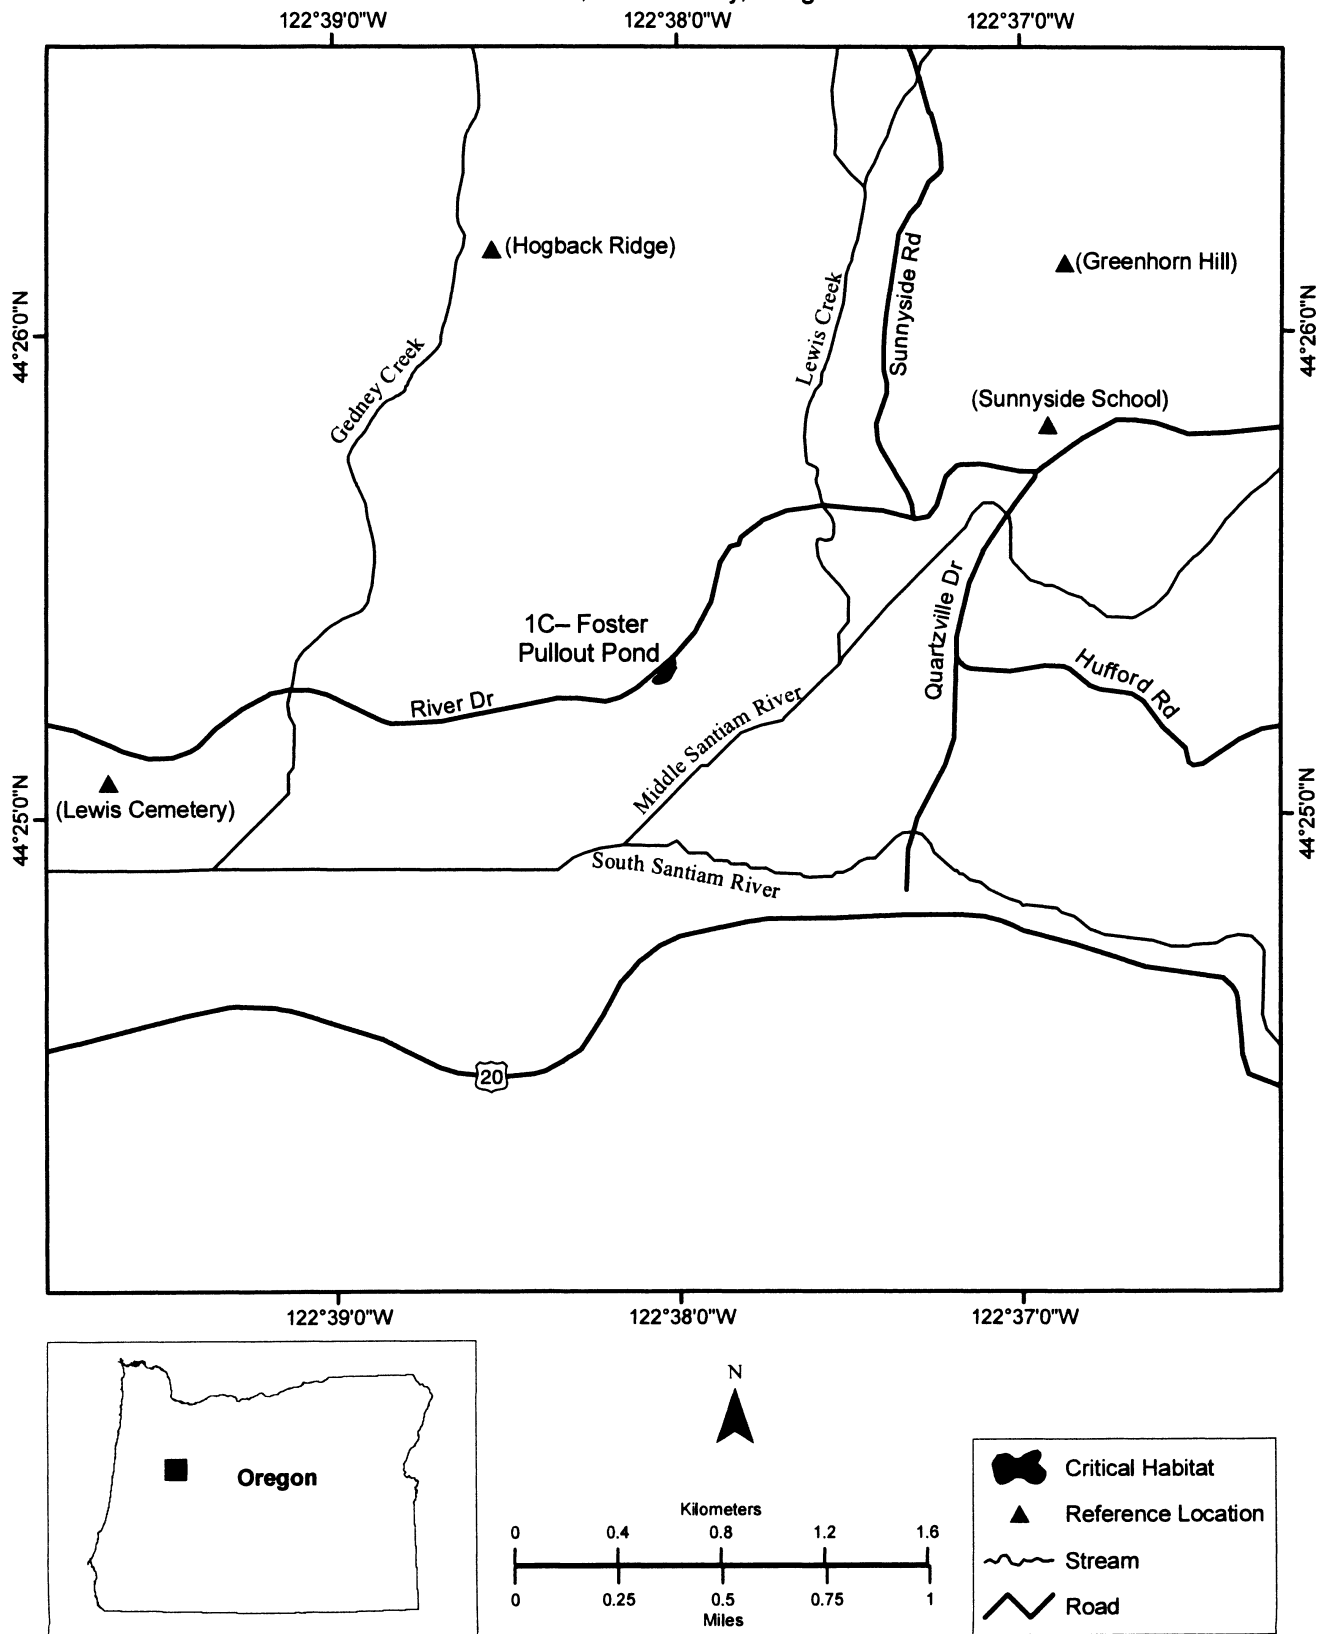 122°39'0"W 122°38'0"W 122°37'0"W
(Hogback Ridge)
(Greenhorn Hill)
Sunnyside Rd
Lewis Creek
44°26'0"N
44°26'0"N
Gedney Creek
(Sunnyside School)
Quartzville Dr
1C– Foster
Pullout Pond
Hufford Rd
River Dr
Middle Santiam River
(Lewis Cemetery)
44°25'0"N
44°25'0"N
South Santiam River
20
122°39'0"W 122°38'0"W 122°37'0"W
Oregon
N
Kilometers
0 0.4 0.8 1.2 1.6
0 0.25 0.5 0.75 1
Miles
Critical Habitat
Reference Location
Stream
Road